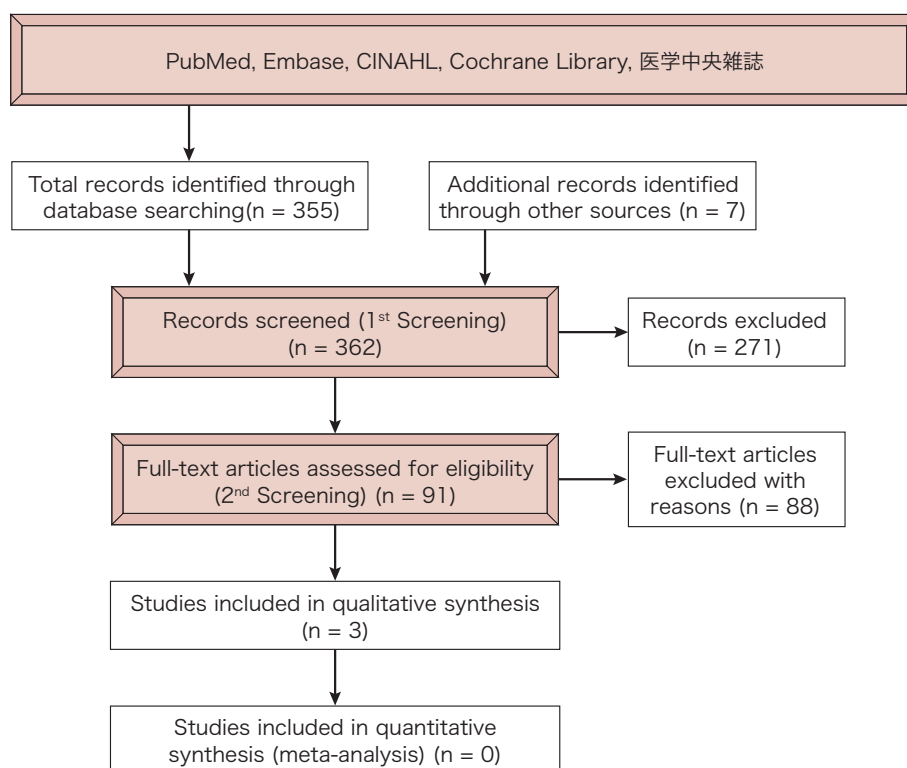 PubMed, Embase, CINAHL, Cochrane Library, 医学中央雑誌
Total records identified through
database searching(n = 355)
Additional records identified
through other sources (n = 7)
Records screened (1st Screening)
(n = 362)
Records excluded
(n = 271)
Full-text articles assessed for eligibility
(2nd Screening) (n = 91)
Full-text articles
excluded with
reasons (n = 88)
Studies included in qualitative synthesis
(n = 3)
Studies included in quantitative
synthesis (meta-analysis) (n = 0)